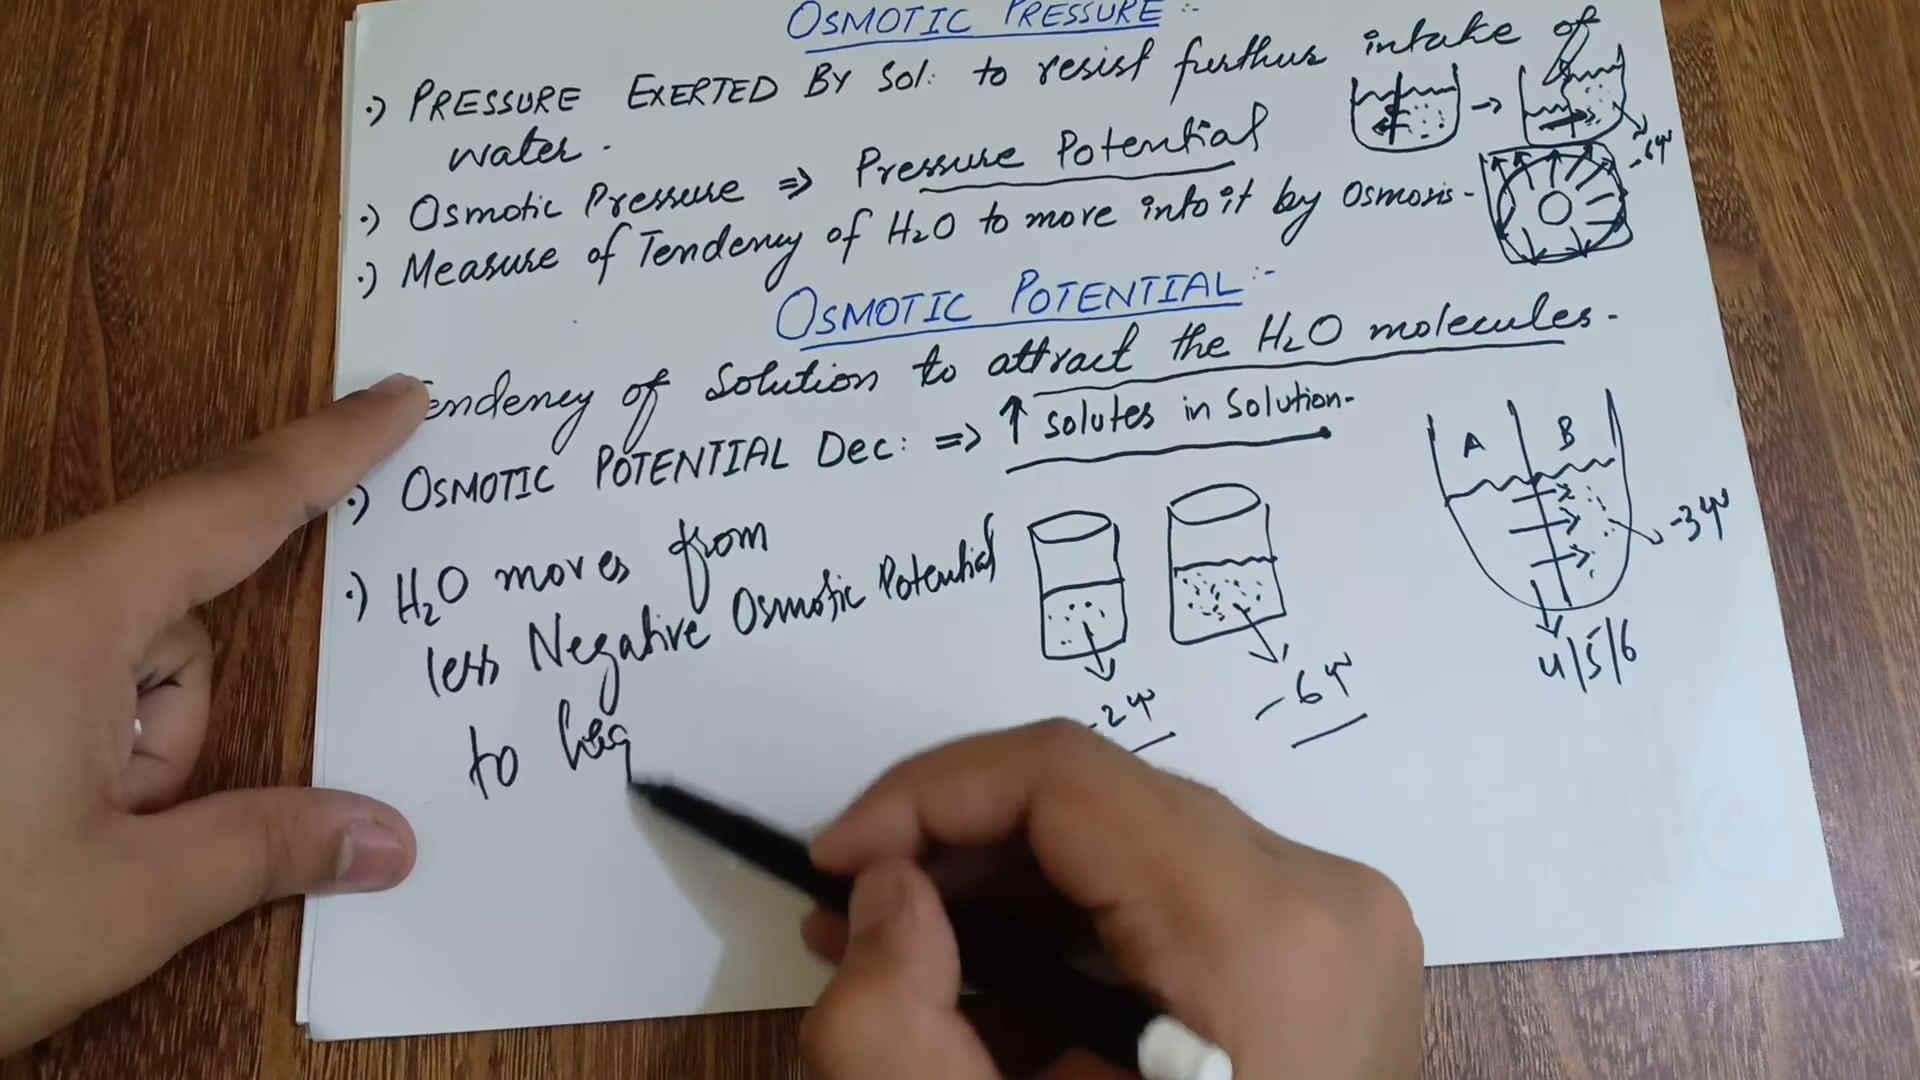 OSMOTIC PRESSURE :-
·) PRESSURE EXERTED BY Sol: to resist further intake of
water.
·) Osmotic Pressure ⇒ Pressure Potential
·) Measure of Tendency of H₂O to move into it by Osmosis-
-6Ψ
OSMOTIC POTENTIAL :-
Tendency of Solution to attract the H₂O molecules.
·) OSMOTIC POTENTIAL Dec: ⇒ ↑ solutes in Solution-
·) H₂O moves from
less Negative Osmotic Potential
to
A B
-3Ψ
-2Ψ
-6Ψ
4/5/6